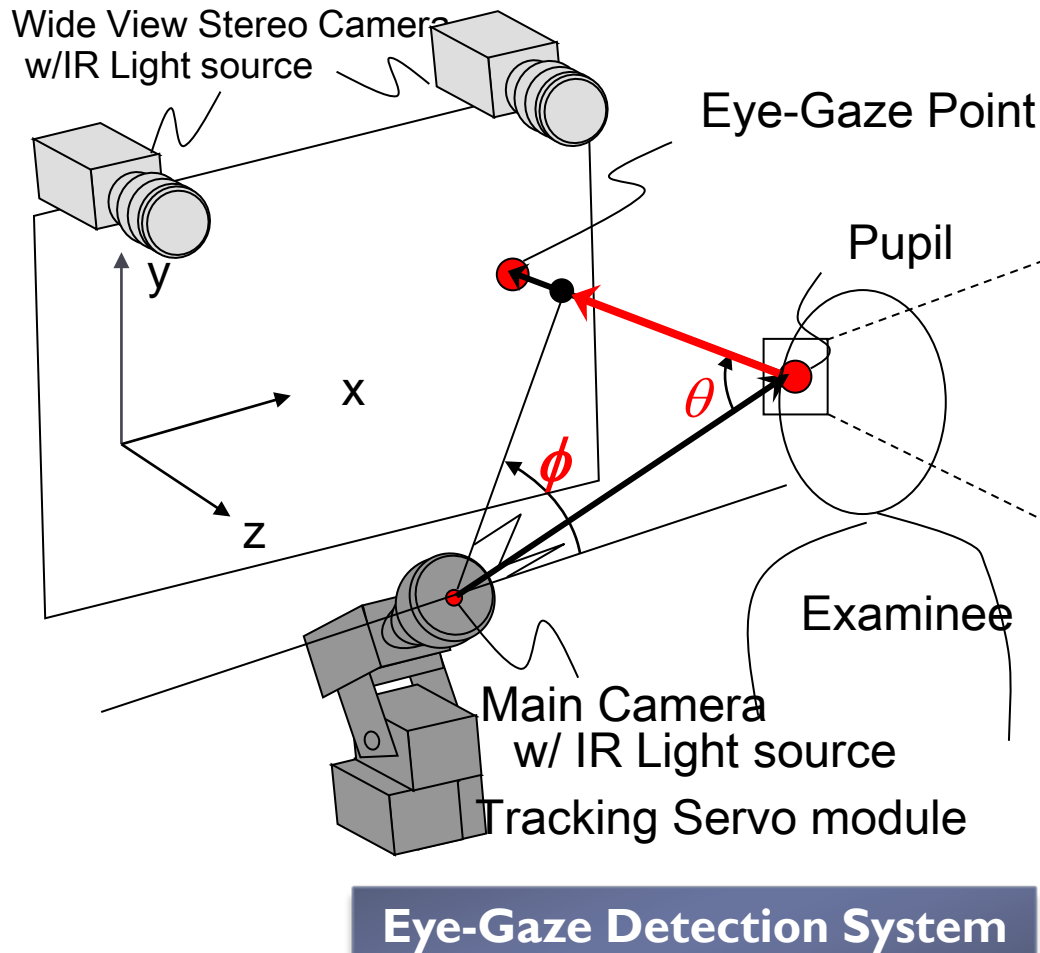 Wide View Stereo Camera
w/IR Light source
Eye-Gaze Point
Pupil
y
x
θ
ϕ
z
Examinee
Main Camera
w/ IR Light source
Tracking Servo module
Eye-Gaze Detection System